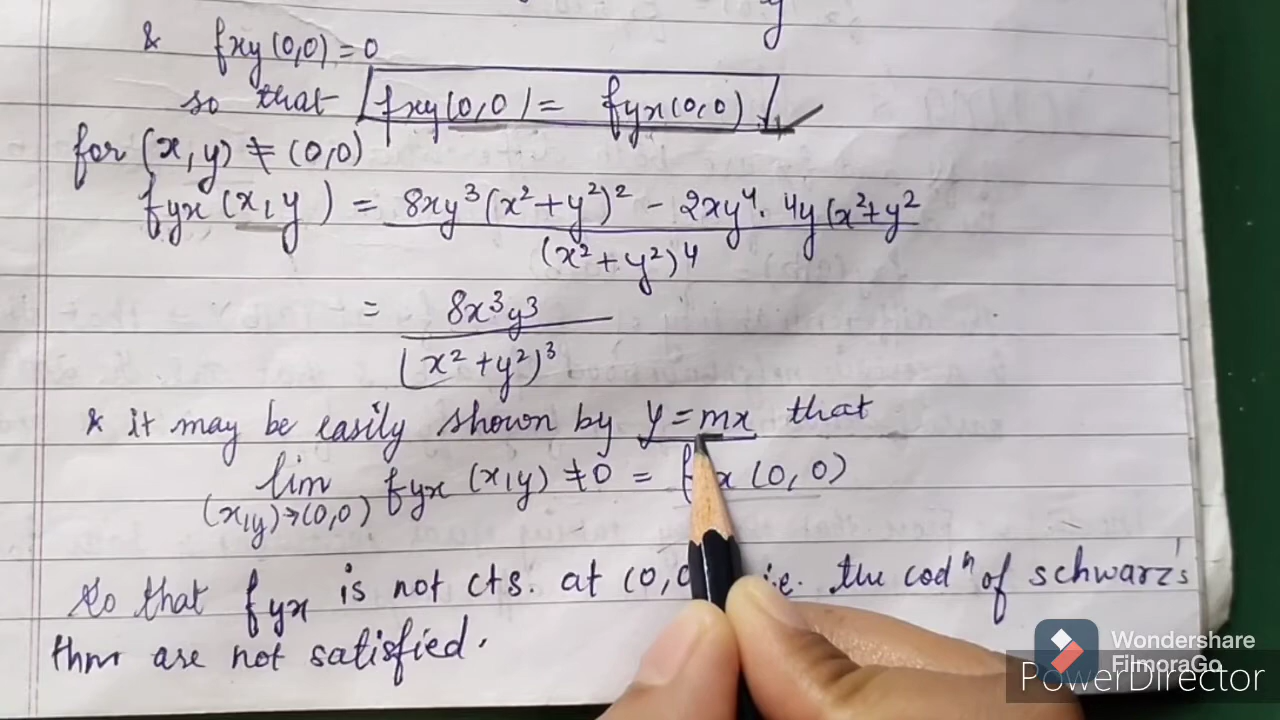 y
& fxy (0,0) = 0
so that fxy(0,0) = fyx(0,0)
for (x,y) ≠ (0,0)
fyx (x,y) = 8xy³(x²+y²)² - 2xy⁴. 4y(x²+y²
(x²+y²)⁴
= 8x³y³
(x²+y²)³
& it may be easily shown by y = mx that
lim fyx (x,y) ≠ 0 = x (0,0)
(x,y)→(0,0)
So that fyx is not cts. at (0,0 i.e. the codⁿ of schwarz's
thm are not satisfied.
Wondershare
FilmoraGo
PowerDirector